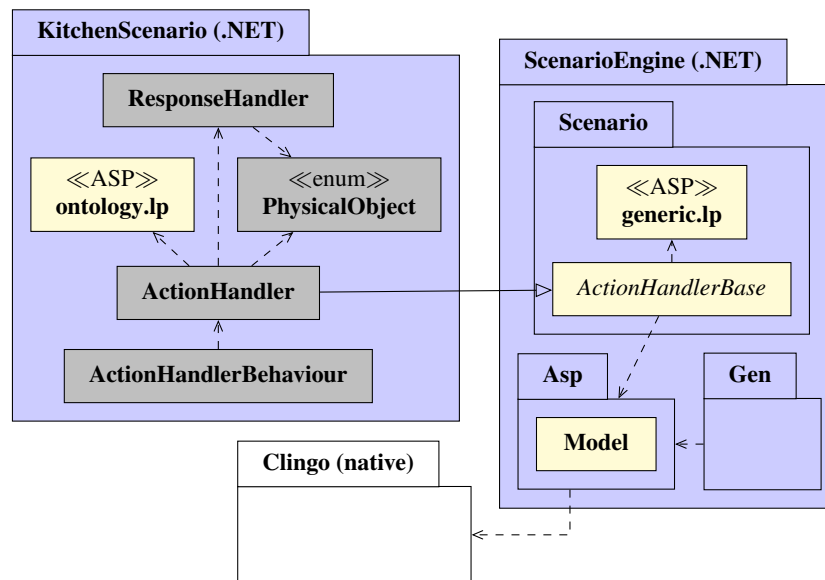 KitchenScenario (.NET)
ResponseHandler
≪ASP≫
ontology.lp
≪enum≫
PhysicalObject
ActionHandler
ActionHandlerBehaviour
ScenarioEngine (.NET)
Scenario
≪ASP≫
generic.lp
ActionHandlerBase
Asp
Model
Gen
Clingo (native)